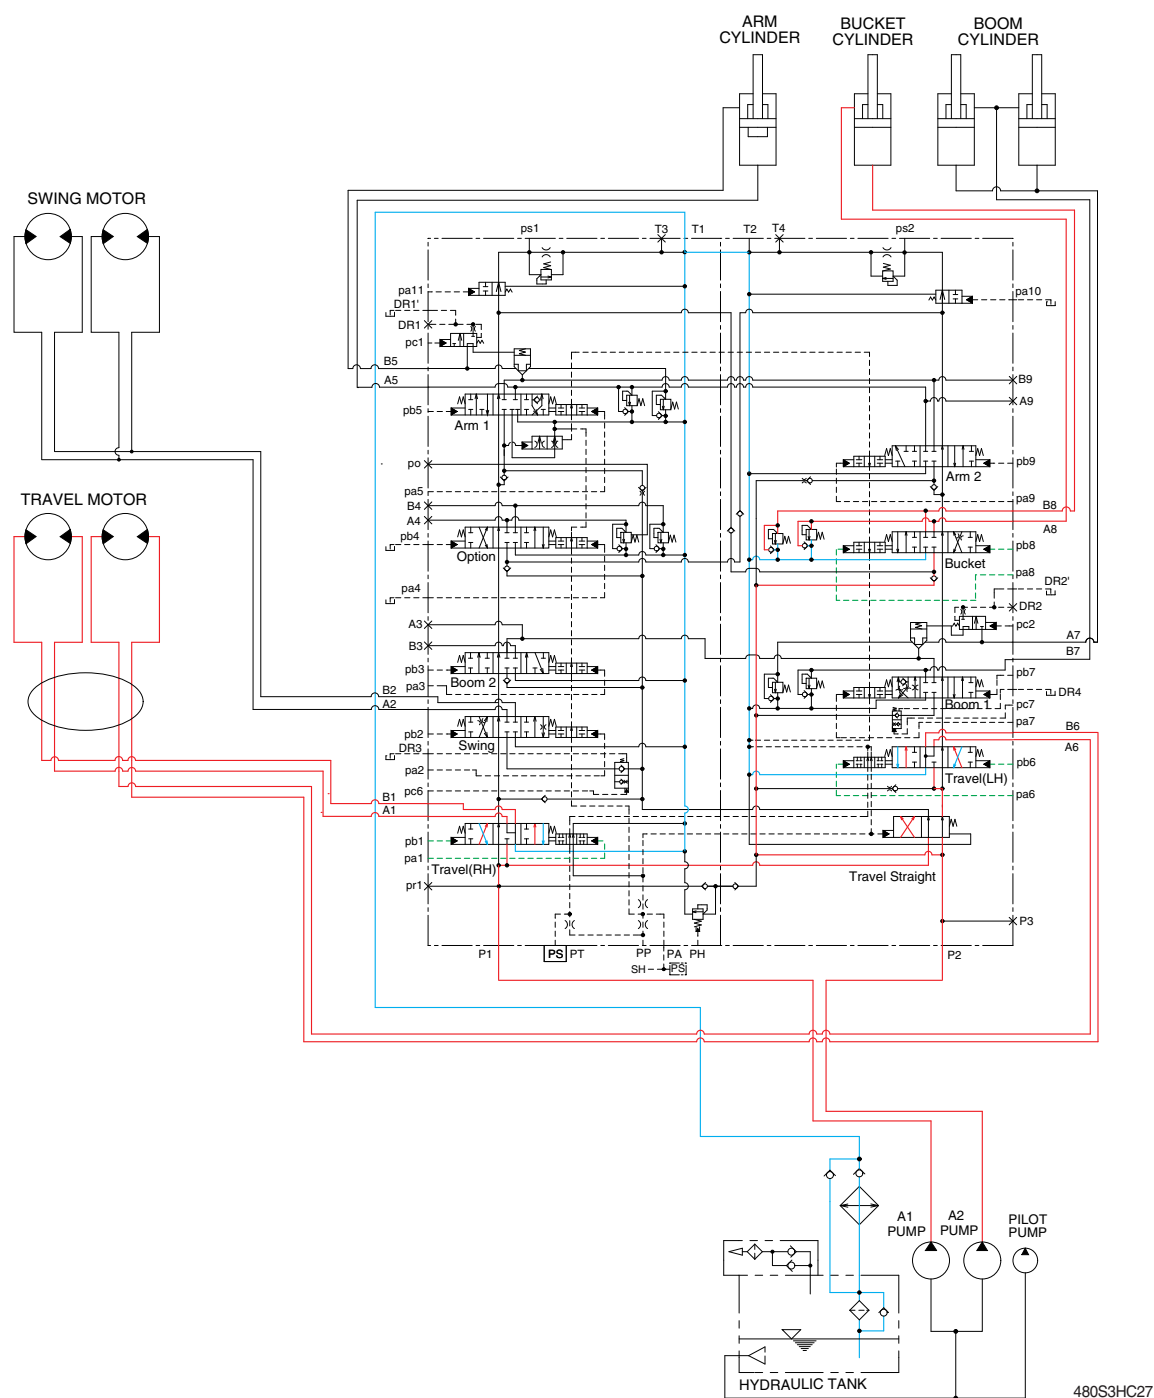 ARM
CYLINDER
BUCKET
CYLINDER
BOOM
CYLINDER
SWING MOTOR
TRAVEL MOTOR
ps1
T3
T1
T2
T4
ps2
pa11
DR1'
DR1
pc1
B5
A5
pb5
Arm 1
po
pa5
B4
A4
pb4
Option
pa4
A3
B3
pb3
Boom 2
pa3
B2
A2
pb2
Swing
DR3
pa2
pc6
B1
A1
pb1
pa1
Travel(RH)
pr1
pa10
B9
A9
pb9
Arm 2
pa9
B8
A8
pb8
Bucket
pa8
DR2'
DR2
pc2
A7
B7
pb7
DR4
Boom 1
pc7
pa7
B6
A6
pb6
Travel(LH)
pa6
Travel Straight
P3
P1
PS
PT
PP
PA
PH
P2
SH
PS
A1
PUMP
A2
PUMP
PILOT
PUMP
HYDRAULIC TANK
480S3HC27